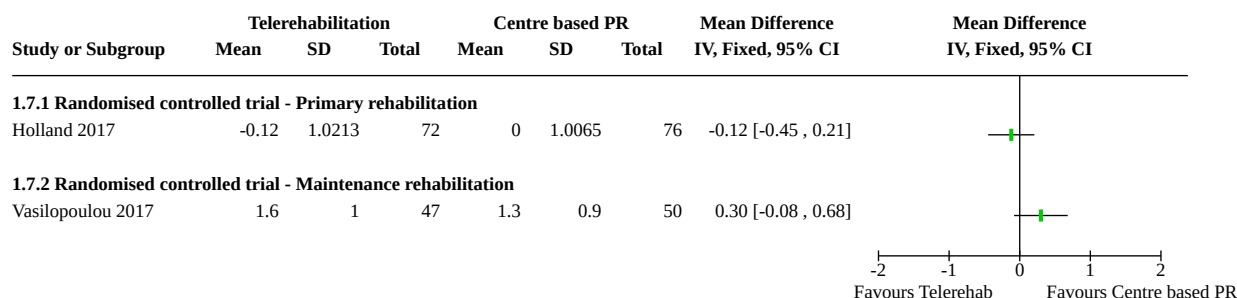 Telerehabilitation Centre based PR Mean Difference Mean Difference
Study or Subgroup Mean SD Total Mean SD Total IV, Fixed, 95% CI IV, Fixed, 95% CI
1.7.1 Randomised controlled trial - Primary rehabilitation
Holland 2017 -0.12 1.0213 72 0 1.0065 76 -0.12 [-0.45 , 0.21]
1.7.2 Randomised controlled trial - Maintenance rehabilitation
Vasilopoulou 2017 1.6 1 47 1.3 0.9 50 0.30 [-0.08 , 0.68]
-2 -1 0 1 2
Favours Telerehab Favours Centre based PR